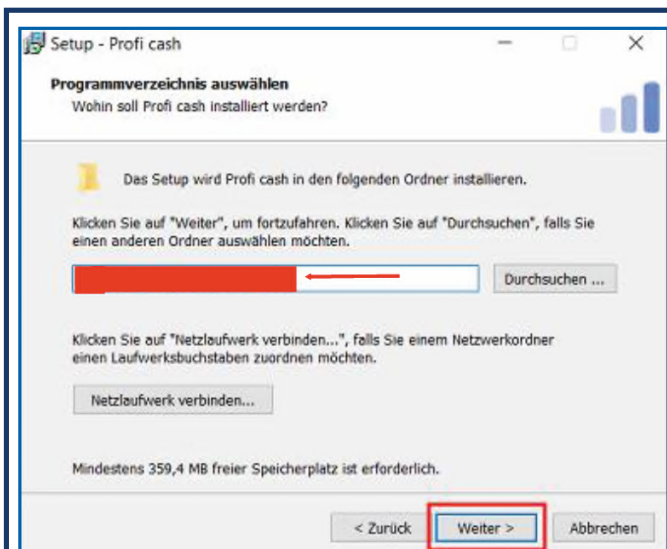 Setup - Profi cash
Programmverzeichnis auswählen
Wohin soll Profi cash installiert werden?
Das Setup wird Profi cash in den folgenden Ordner installieren.
Klicken Sie auf "Weiter", um fortzufahren. Klicken Sie auf "Durchsuchen", falls Sie
einen anderen Ordner auswählen möchten.
Durchsuchen ...
Klicken Sie auf "Netzlaufwerk verbinden...", falls Sie einem Netzwerkordner
einen Laufwerksbuchstaben zuordnen möchten.
Netzlaufwerk verbinden...
Mindestens 359,4 MB freier Speicherplatz ist erforderlich.
< Zurück Weiter > Abbrechen